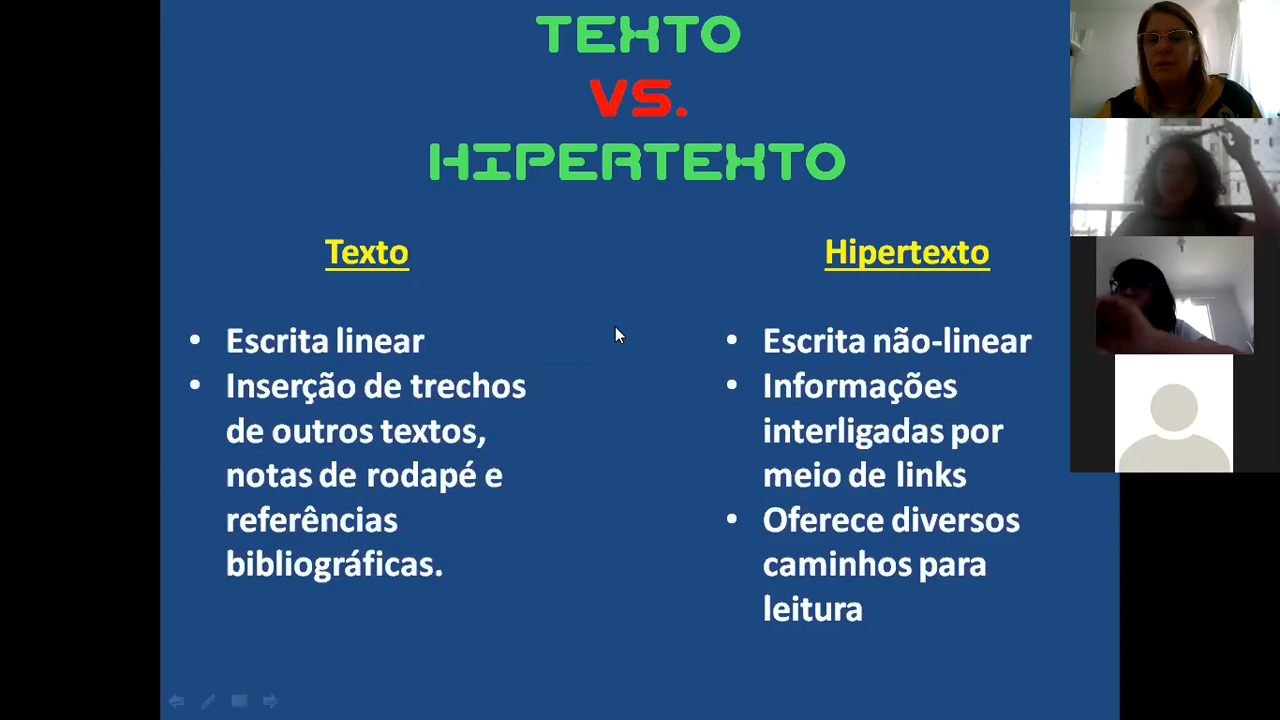 TEXTO
VS.
HIPERTEXTO
Texto
• Escrita linear
• Inserção de trechos
de outros textos,
notas de rodapé e
referências
bibliográficas.
Hipertexto
• Escrita não-linear
• Informações
interligadas por
meio de links
• Oferece diversos
caminhos para
leitura